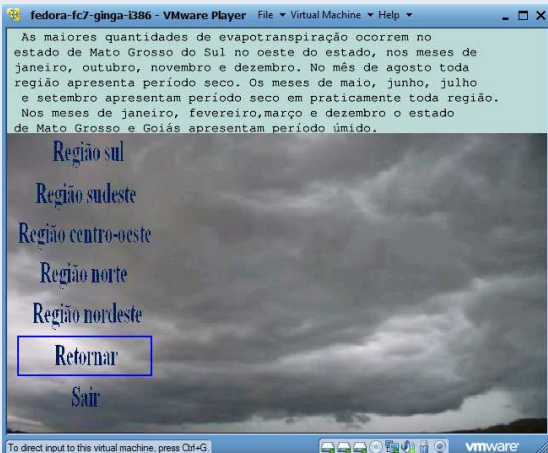 fedora-fc7-ginga-i386 - VMware Player File Virtual Machine Help
As maiores quantidades de evapotranspiração ocorrem no
estado de Mato Grosso do Sul no oeste do estado, nos meses de
janeiro, outubro, novembro e dezembro. No mês de agosto toda
região apresenta período seco. Os meses de maio, junho, julho
e setembro apresentam período seco em praticamente toda região.
Nos meses de janeiro, fevereiro,março e dezembro o estado
de Mato Grosso e Goiás apresentam período úmido.
Região sul
Região sudeste
Região centro-oeste
Região norte
Região nordeste
Retornar
Sair
To direct input to this virtual machine, press Ctrl+G.
vmware